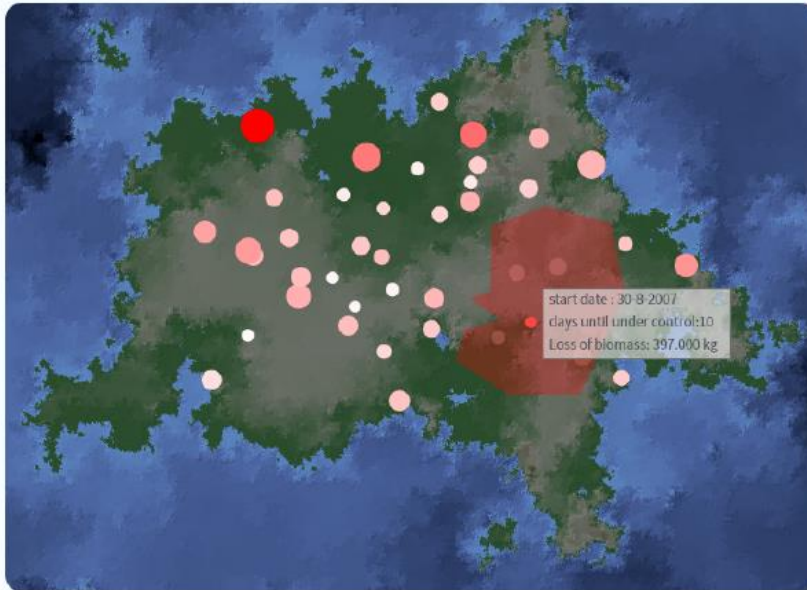 start date : 30-8-2007
days until under control:10
Loss of biomass: 397.000 kg